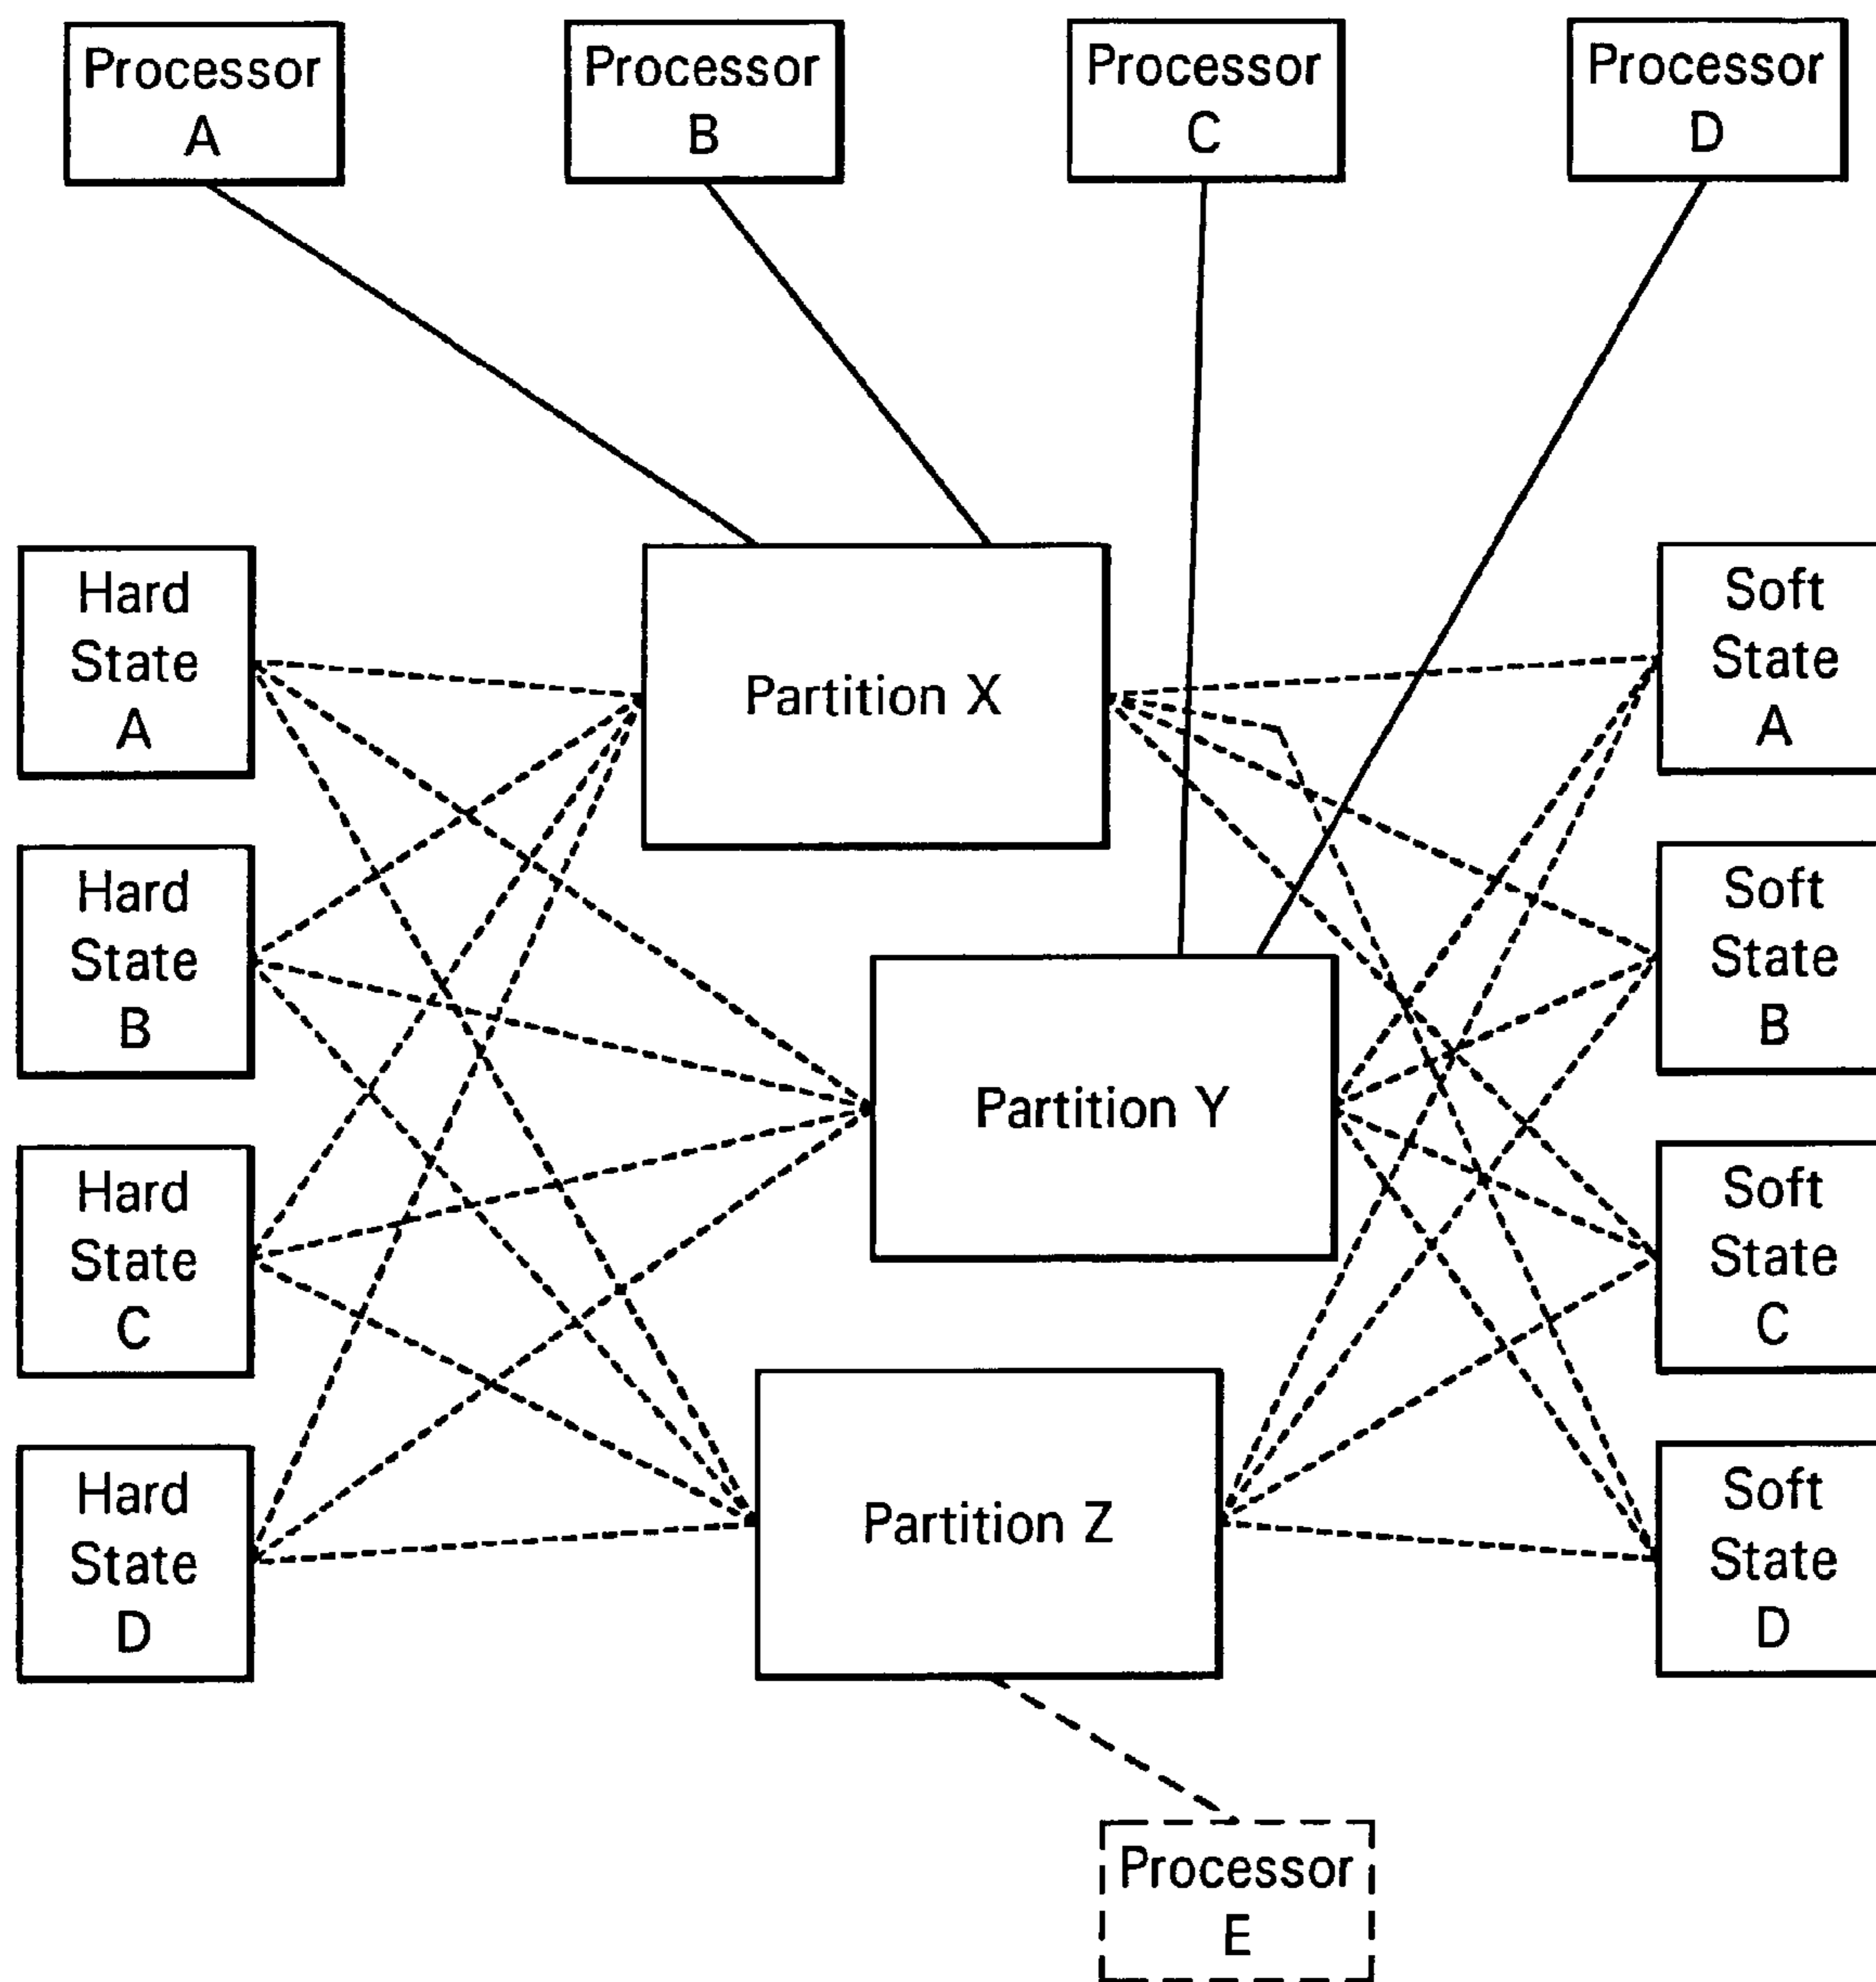 Processor
A
Processor
B
Processor
C
Processor
D
Hard
State
A
Partition X
Soft
State
A
Hard
State
B
Soft
State
B
Partition Y
Hard
State
C
Soft
State
C
Hard
State
D
Partition Z
Soft
State
D
Processor
E